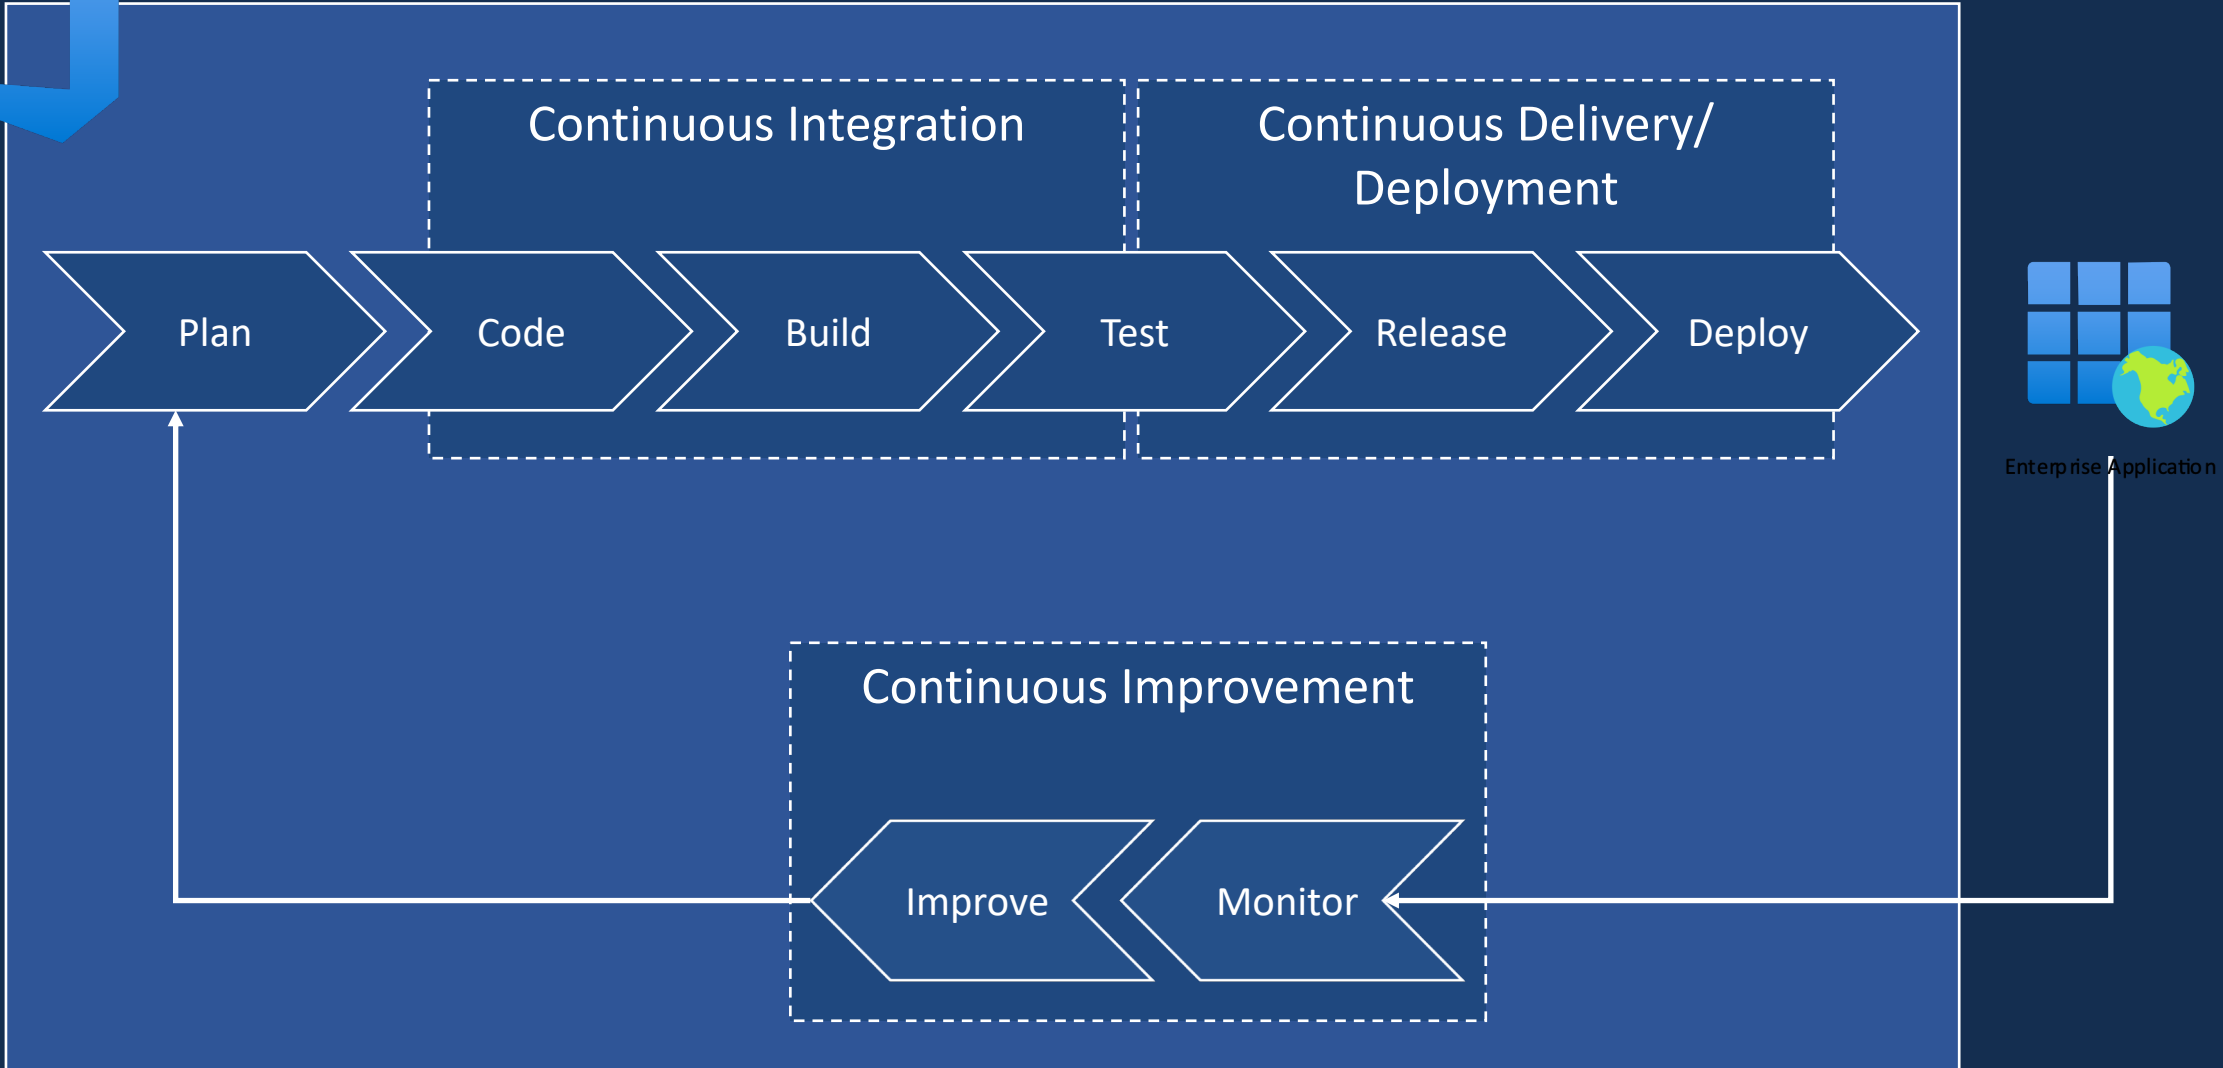 Continuous Integration
Continuous Delivery/
Deployment
Plan
Code
Build
Test
Release
Deploy
Enterprise Application
Continuous Improvement
Improve
Monitor